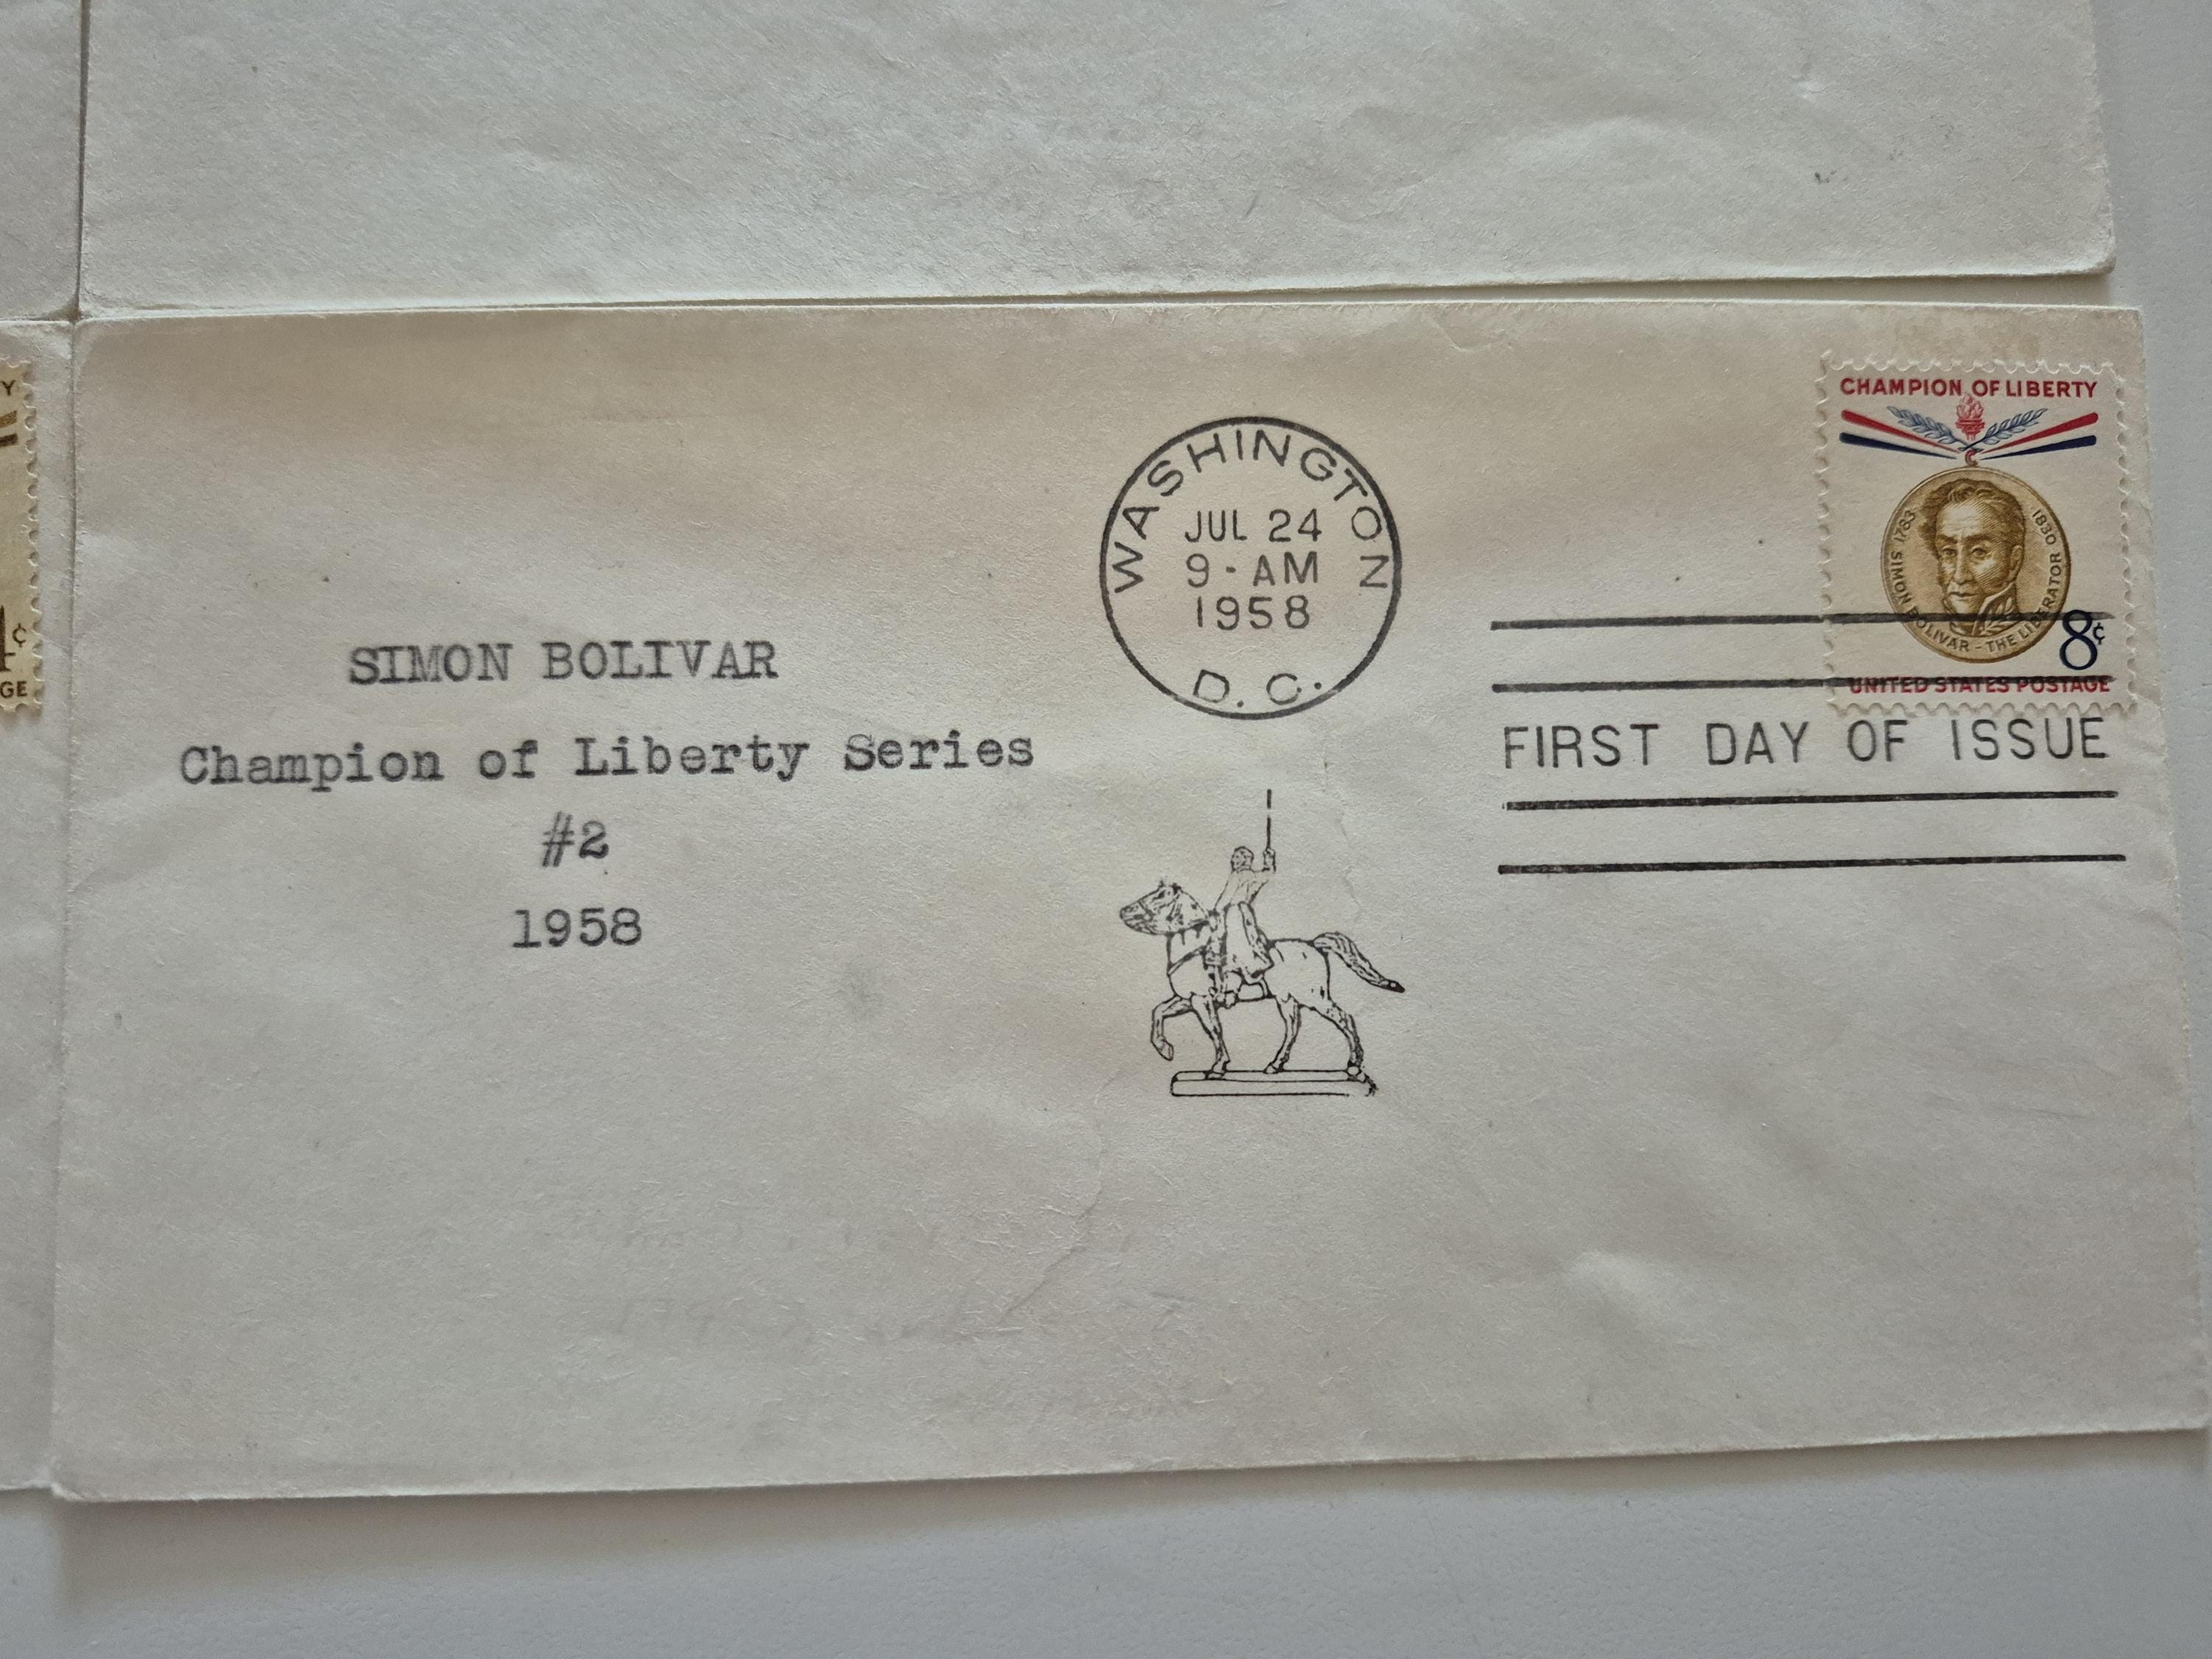 Y
¢
GE
SIMON BOLIVAR
Champion of Liberty Series
#2
1958
WASHINGTON
JUL 24
9-AM
1958
D. C.
CHAMPION OF LIBERTY
1783 1830
SIMON BOLIVAR - THE LIBERATOR
8¢
UNITED STATES POSTAGE
FIRST DAY OF ISSUE